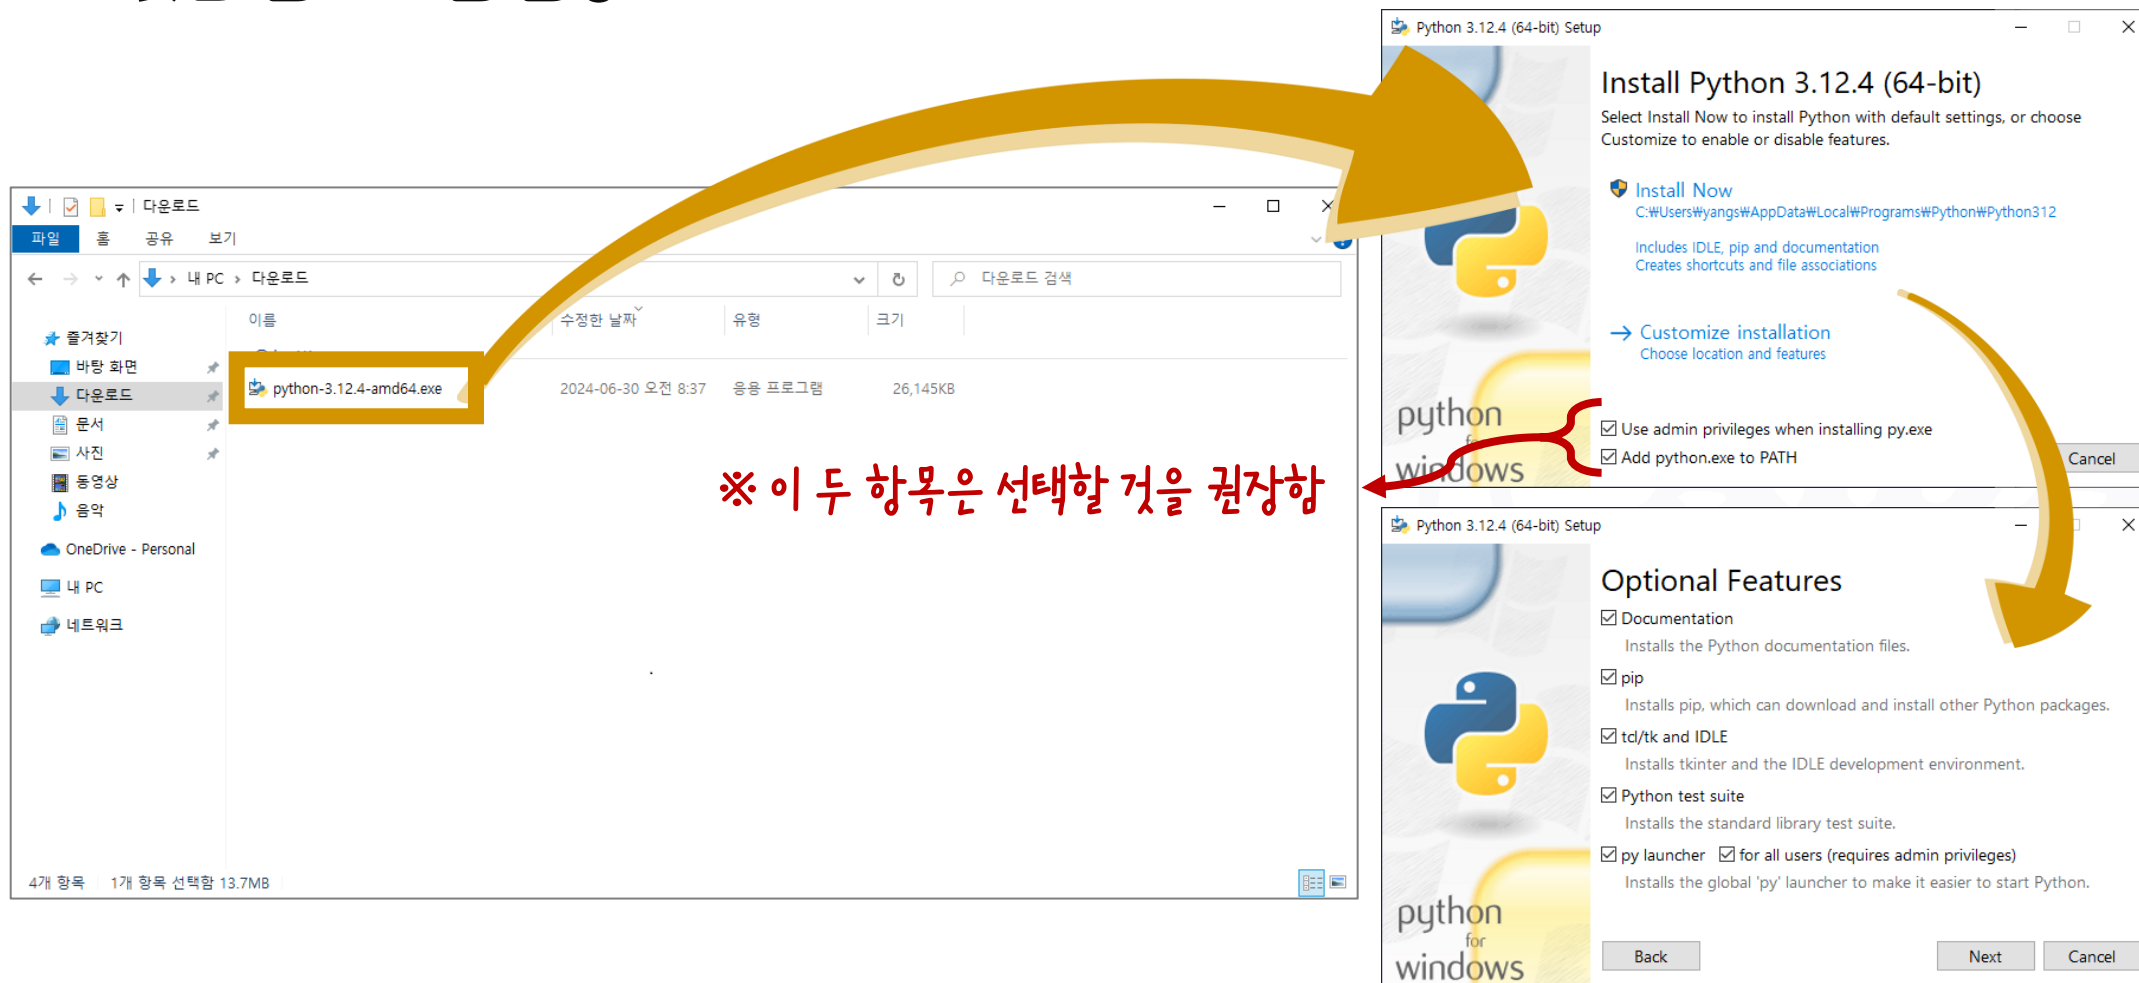 다운로드
파일 홈 공유 보기
내 PC > 다운로드
다운로드 검색
이름 수정한 날짜 유형 크기
즐겨찾기
바탕 화면
다운로드
문서
사진
동영상
음악
OneDrive - Personal
내 PC
네트워크
python-3.12.4-amd64.exe 2024-06-30 오전 8:37 응용 프로그램 26,145KB
※ 이 두 항목은 선택할 것을 권장함
4개 항목 1개 항목 선택함 13.7MB
Python 3.12.4 (64-bit) Setup
Install Python 3.12.4 (64-bit)
Select Install Now to install Python with default settings, or choose
Customize to enable or disable features.
Install Now
C:₩Users₩yangs₩AppData₩Local₩Programs₩Python₩Python312
Includes IDLE, pip and documentation
Creates shortcuts and file associations
Customize installation
Choose location and features
Use admin privileges when installing py.exe
Add python.exe to PATH
Cancel
python
for
windows
Python 3.12.4 (64-bit) Setup
Optional Features
Documentation
Installs the Python documentation files.
pip
Installs pip, which can download and install other Python packages.
tcl/tk and IDLE
Installs tkinter and the IDLE development environment.
Python test suite
Installs the standard library test suite.
py launcher for all users (requires admin privileges)
Installs the global 'py' launcher to make it easier to start Python.
python
for
windows
Back Next Cancel